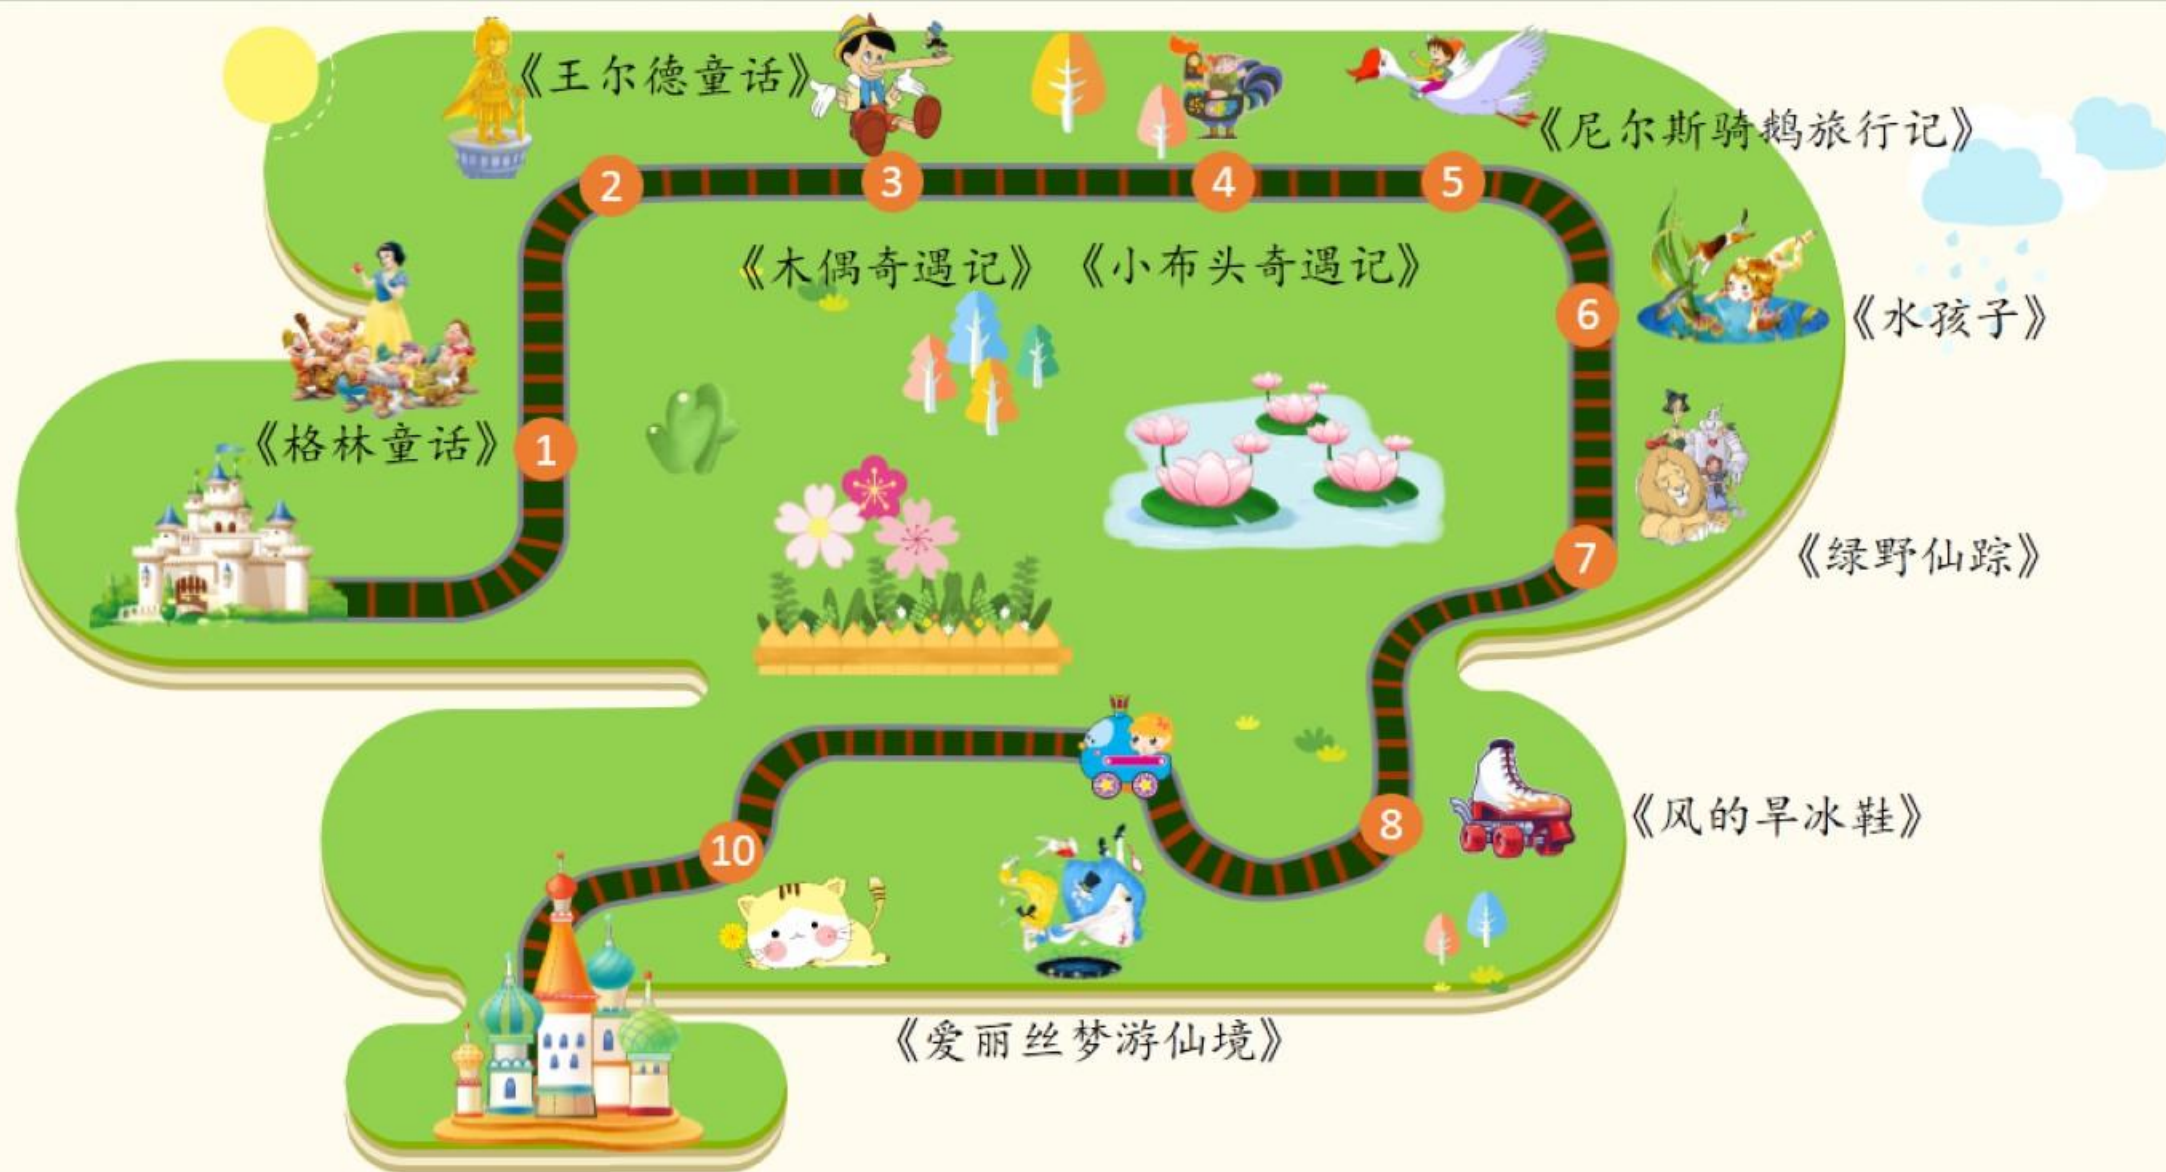 《王尔德童话》
《尼尔斯骑鹅旅行记》
2
3
4
5
《木偶奇遇记》
《小布头奇遇记》
6
《水孩子》
《格林童话》
1
7
《绿野仙踪》
8
《风的旱冰鞋》
10
《爱丽丝梦游仙境》